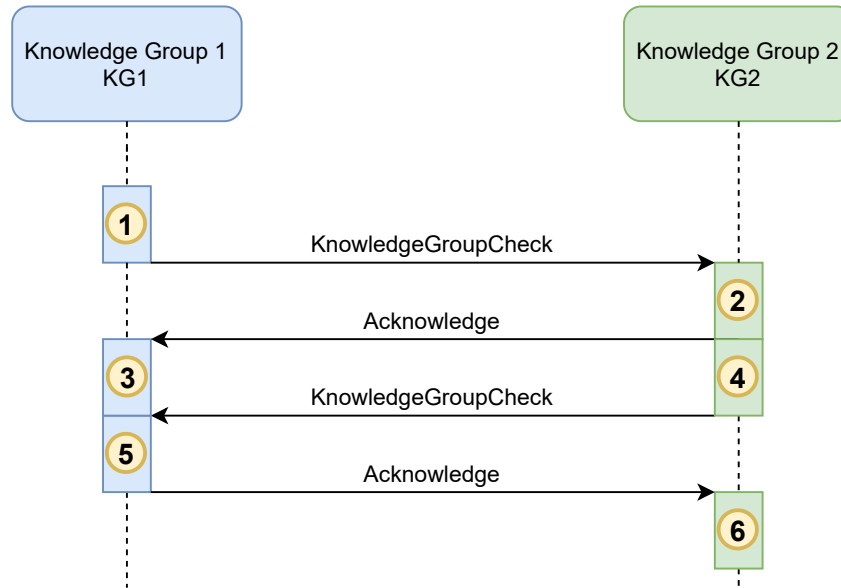 Knowledge Group 1
KG1
Knowledge Group 2
KG2
1
KnowledgeGroupCheck
2
Acknowledge
3
4
KnowledgeGroupCheck
5
Acknowledge
6